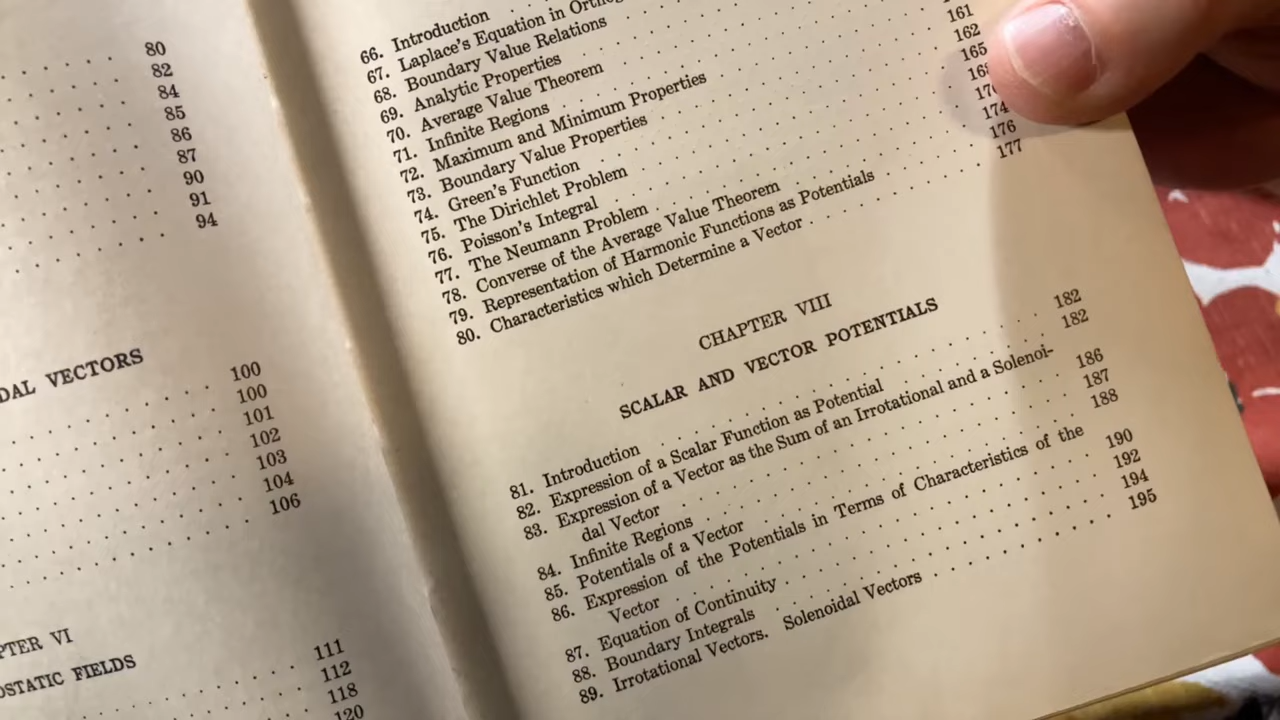 80
82
84
85
86
87
90
91
94
DAL VECTORS
100
100
101
102
103
104
106
VI
FIELDS
111
112
118
120
66. Introduction
67. Laplace's Equation in
68. Boundary Value Relations
69. Analytic Properties
70. Average Value Theorem
71. Infinite Regions
72. Maximum and Minimum Properties
73. Boundary Value Properties
74. Green's Function
75. The Dirichlet Problem
76. Poisson's Integral
77. The Neumann Problem
78. Converse of the Average Value Theorem
79. Representation of Harmonic Functions as Potentials
80. Characteristics which Determine a Vector
161
162
165
174
176
177
CHAPTER VIII
SCALAR AND VECTOR POTENTIALS
81. Introduction . . . 182
82. Expression of a Scalar Function as Potential . . . 182
83. Expression of a Vector as the Sum of an Irrotational and a Solenoi-
dal Vector . . . 186
84. Infinite Regions . . . 187
85. Potentials of a Vector . . . 188
86. Expression of the Potentials in Terms of Characteristics of the
Vector . . . 190
87. Equation of Continuity . . . 192
88. Boundary Integrals . . . 194
89. Irrotational Vectors. Solenoidal Vectors . . . 195